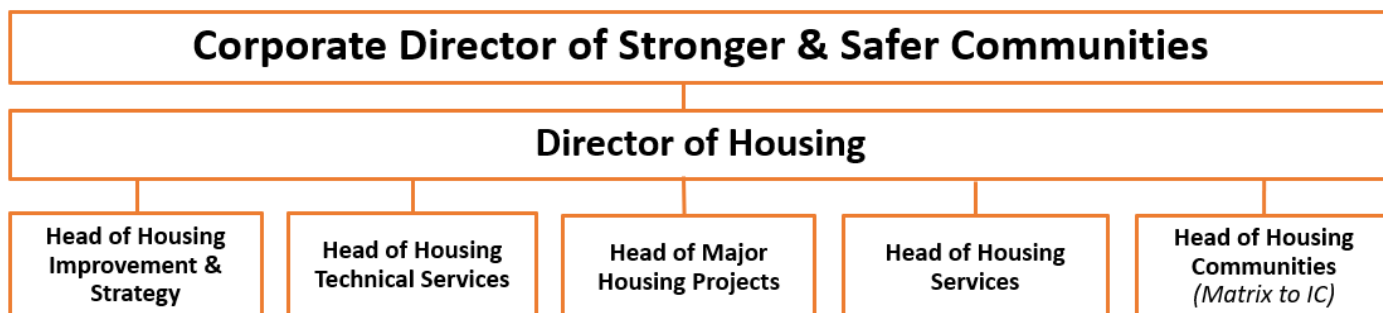 Corporate Director of Stronger & Safer Communities
Director of Housing
Head of Housing
Improvement &
Strategy
Head of Housing
Technical Services
Head of Major
Housing Projects
Head of Housing
Services
Head of Housing
Communities
(Matrix to IC)